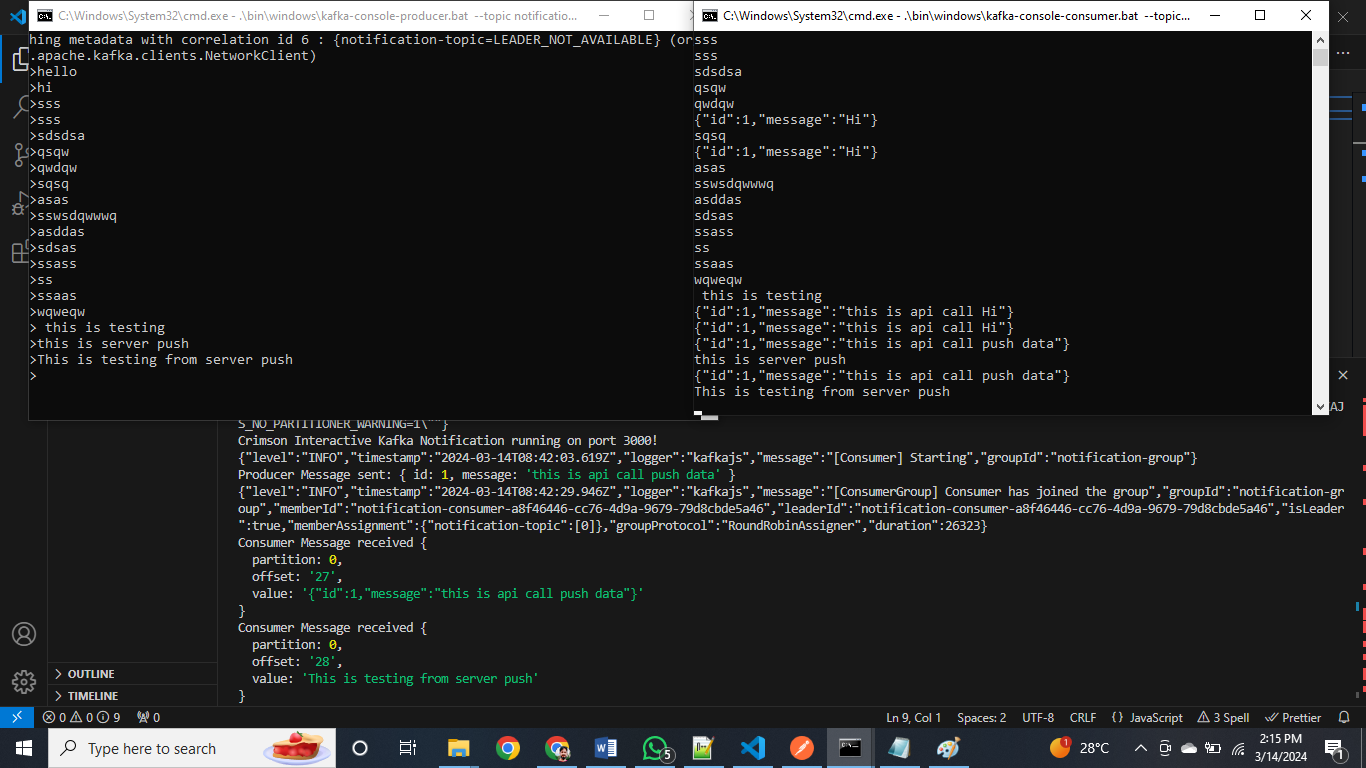 C:\Windows\System32\cmd.exe - .\bin\windows\kafka-console-producer.bat --topic notificatio...
hing metadata with correlation id 6 : {notification-topic=LEADER_NOT_AVAILABLE} (or
.apache.kafka.clients.NetworkClient)
>hello
>hi
>sss
>sss
>sdsdsa
>qsqw
>qwdqw
>sqsq
>asas
>sswsdqwwwq
>asddas
>sdsas
>ssass
>ss
>ssaas
>wqweqw
> this is testing
>this is server push
>This is testing from server push
>
C:\Windows\System32\cmd.exe - .\bin\windows\kafka-console-consumer.bat --topic...
sss
sss
sdsdsa
qsqw
qwdqw
{"id":1,"message":"Hi"}
sqsq
{"id":1,"message":"Hi"}
asas
sswsdqwwwq
asddas
sdsas
ssass
ss
ssaas
wqweqw
 this is testing
{"id":1,"message":"this is api call Hi"}
{"id":1,"message":"this is api call Hi"}
{"id":1,"message":"this is api call push data"}
this is server push
{"id":1,"message":"this is api call push data"}
This is testing from server push
AJ
S_NO_PARTITIONER_WARNING=1\""}
Crimson Interactive Kafka Notification running on port 3000!
{"level":"INFO","timestamp":"2024-03-14T08:42:03.619Z","logger":"kafkajs","message":"[Consumer] Starting","groupId":"notification-group"}
Producer Message sent: { id: 1, message: 'this is api call push data' }
{"level":"INFO","timestamp":"2024-03-14T08:42:29.946Z","logger":"kafkajs","message":"[ConsumerGroup] Consumer has joined the group","groupId":"notification-gr
oup","memberId":"notification-consumer-a8f46446-cc76-4d9a-9679-79d8cbde5a46","leaderId":"notification-consumer-a8f46446-cc76-4d9a-9679-79d8cbde5a46","isLeader
":true,"memberAssignment":{"notification-topic":[0]},"groupProtocol":"RoundRobinAssigner","duration":26323}
Consumer Message received {
  partition: 0,
  offset: '27',
  value: '{"id":1,"message":"this is api call push data"}'
}
Consumer Message received {
  partition: 0,
  offset: '28',
  value: 'This is testing from server push'
}
OUTLINE
TIMELINE
0 0 9 0 Ln 9, Col 1 Spaces: 2 UTF-8 CRLF {} JavaScript 3 Spell Prettier
Type here to search 5 1 28°C 2:15 PM
3/14/2024 1